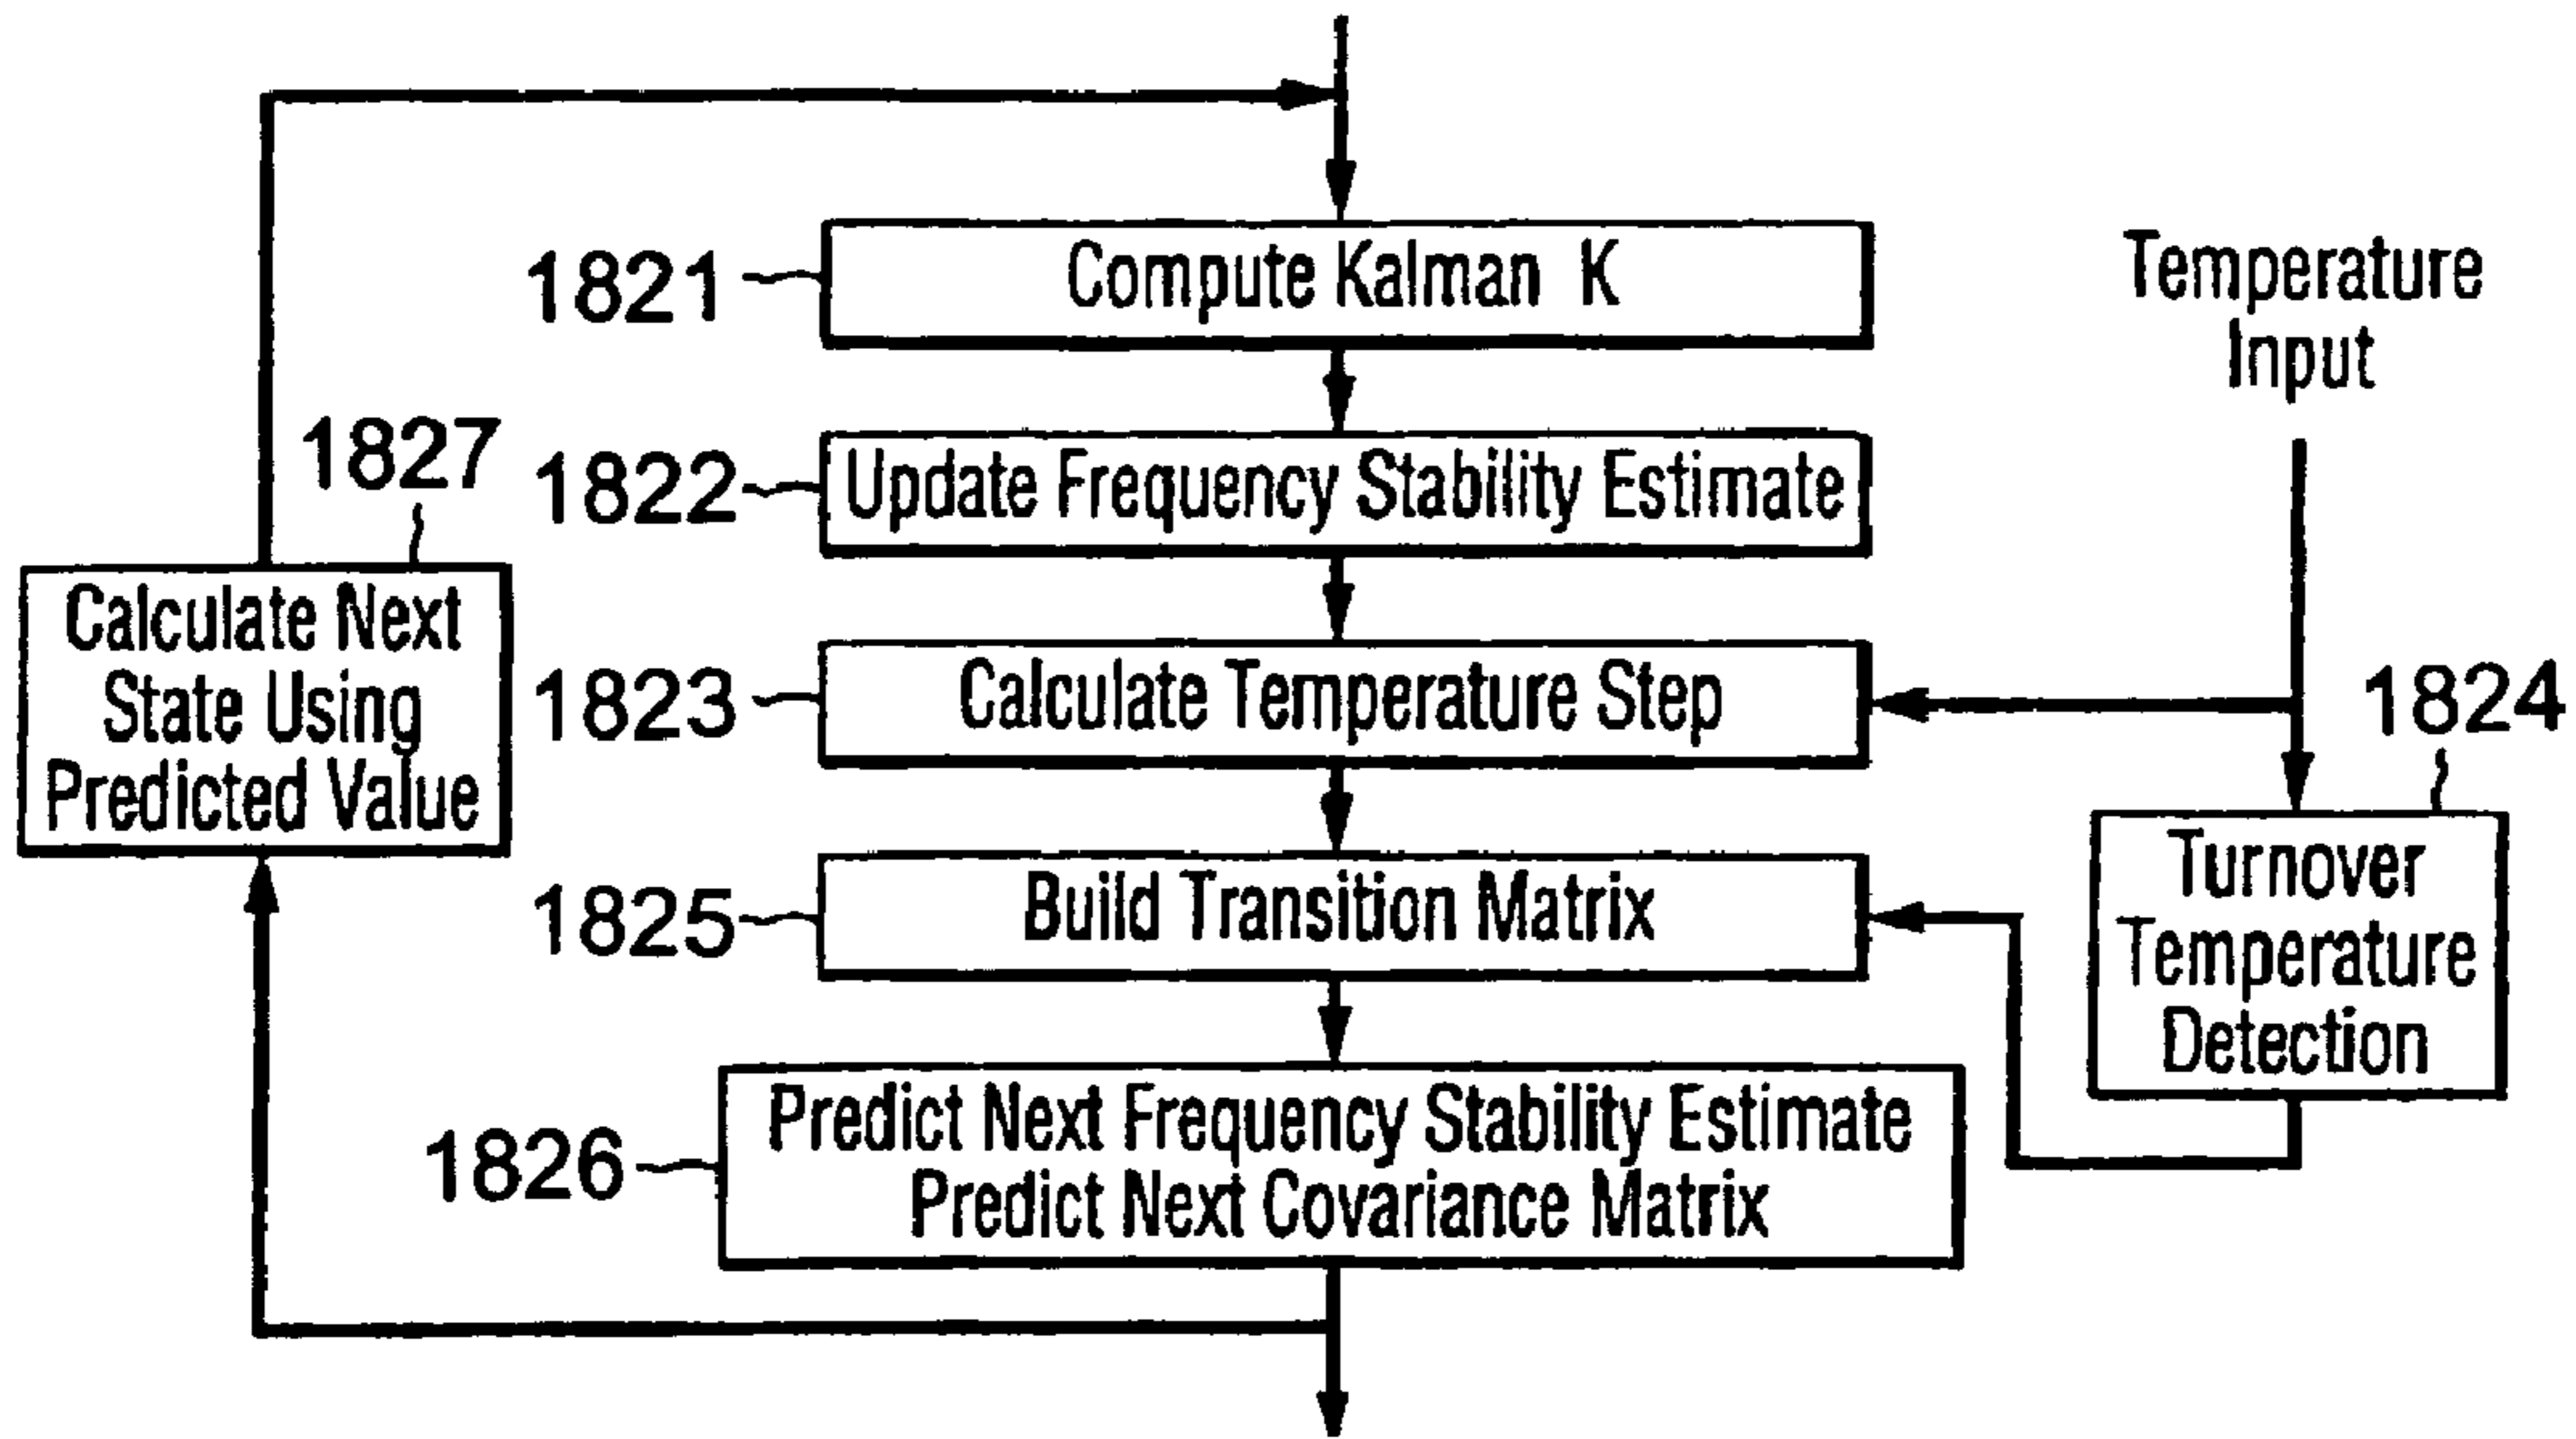 1821
Compute Kalman K
Temperature
Input
1822
Update Frequency Stability Estimate
1827
Calculate Next
State Using
Predicted Value
1823
Calculate Temperature Step
1824
Turnover
Temperature
Detection
1825
Build Transition Matrix
1826
Predict Next Frequency Stability Estimate
Predict Next Covariance Matrix